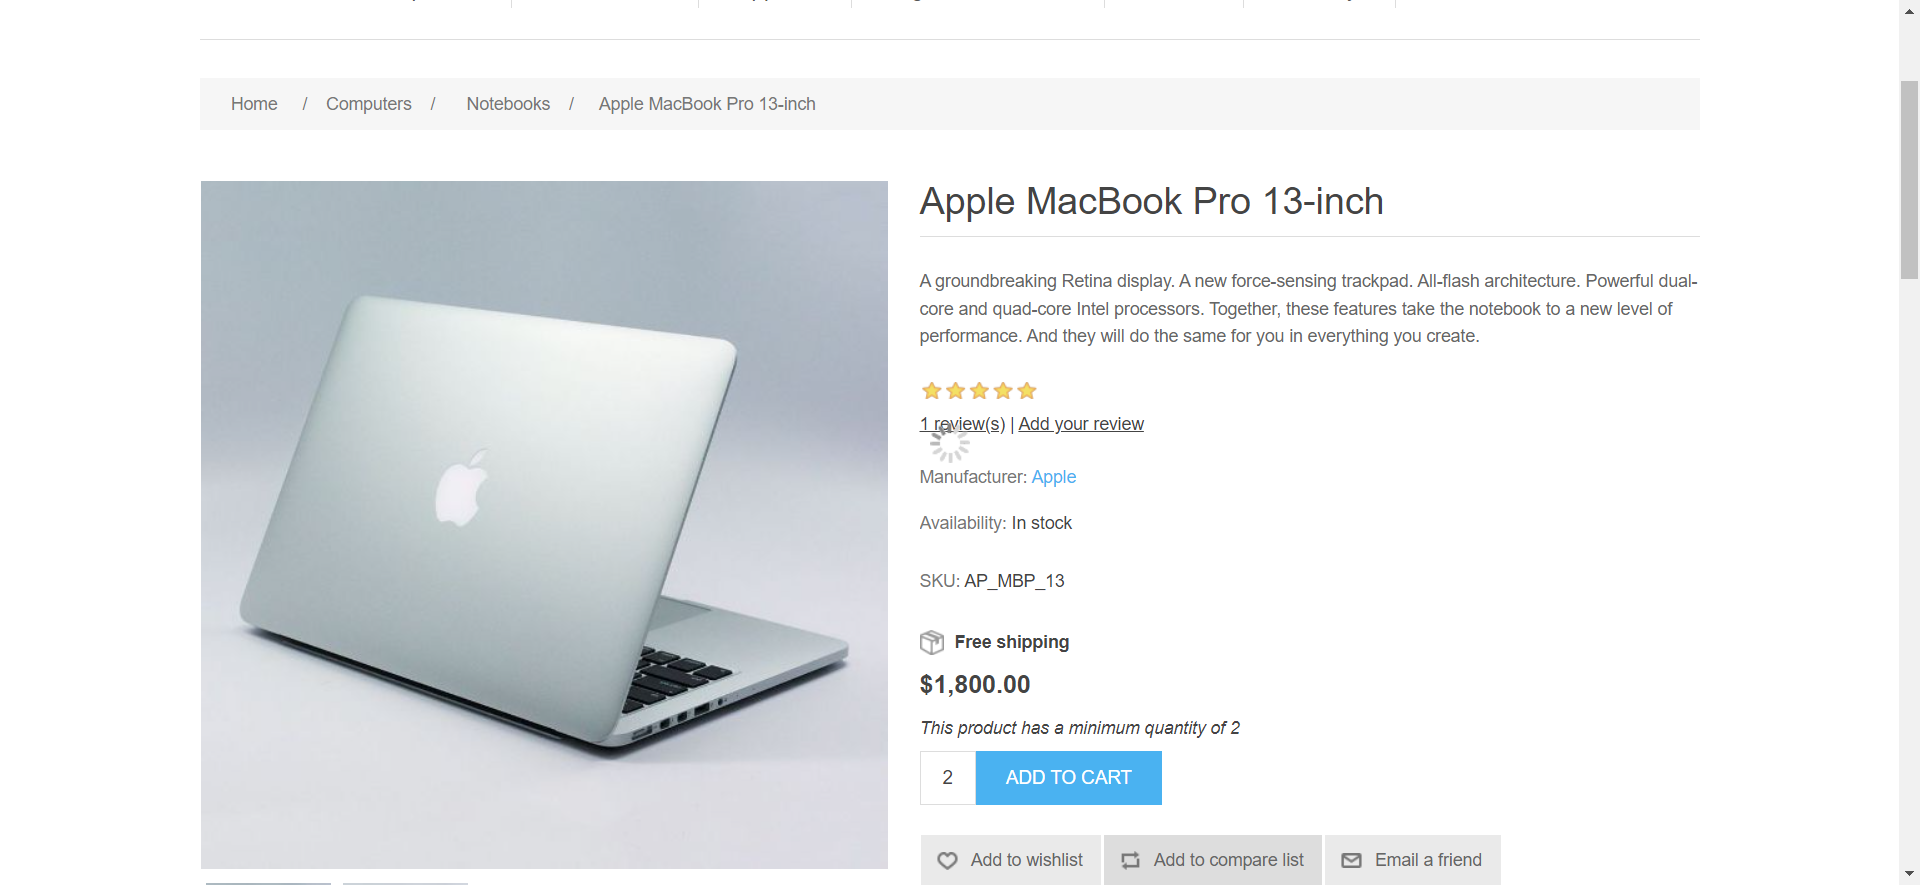 Home / Computers / Notebooks / Apple MacBook Pro 13-inch
Apple MacBook Pro 13-inch
A groundbreaking Retina display. A new force-sensing trackpad. All-flash architecture. Powerful dual-
core and quad-core Intel processors. Together, these features take the notebook to a new level of
performance. And they will do the same for you in everything you create.
1 review(s) | Add your review
Manufacturer: Apple
Availability: In stock
SKU: AP_MBP_13
Free shipping
$1,800.00
This product has a minimum quantity of 2
2 ADD TO CART
Add to wishlist Add to compare list Email a friend